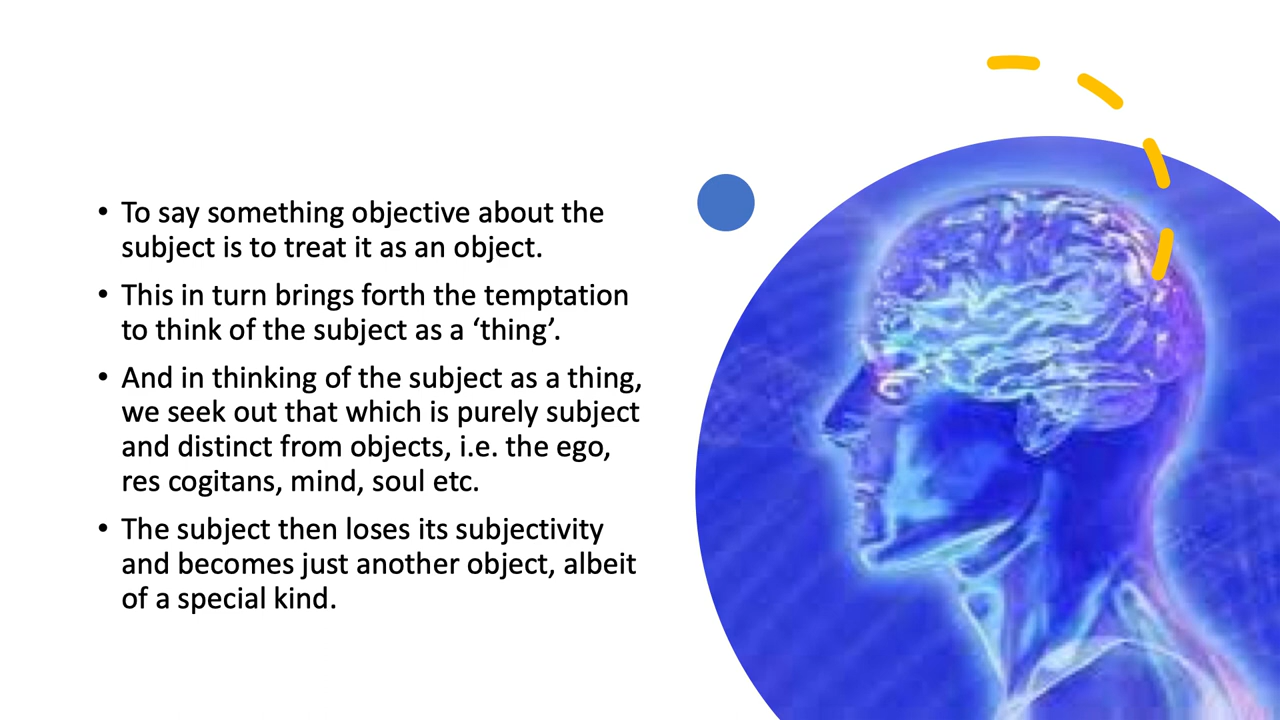 • To say something objective about the
subject is to treat it as an object.
• This in turn brings forth the temptation
to think of the subject as a ‘thing’.
• And in thinking of the subject as a thing,
we seek out that which is purely subject
and distinct from objects, i.e. the ego,
res cogitans, mind, soul etc.
• The subject then loses its subjectivity
and becomes just another object, albeit
of a special kind.